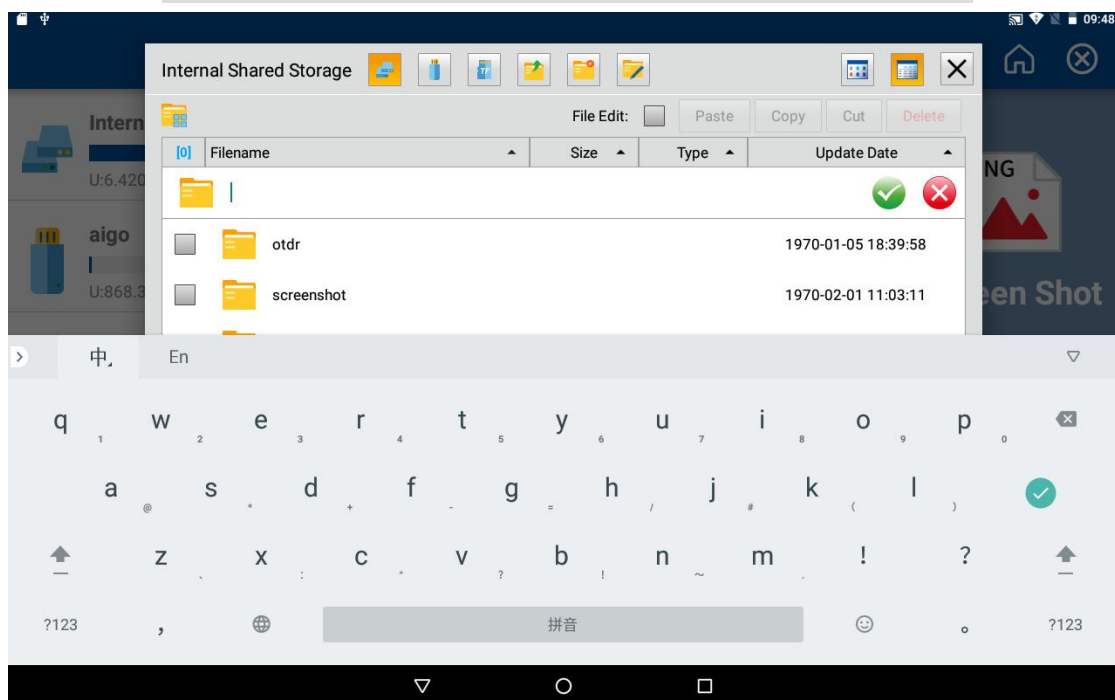 09:48
Internal Shared Storage
TF
File Edit: Paste Copy Cut Delete
[0] Filename Size Type Update Date
otdr 1970-01-05 18:39:58
screenshot 1970-02-01 11:03:11
Intern
U:6.420
aigo
U:868.3
NG
een Shot
中 En
q 1 w 2 e 3 r 4 t 5 y 6 u 7 i 8 o 9 p 0
a @ s * d + f - g = h / j # k ( l )
z 、 x : c " v ? b ! n ~ m . ! ?
?123 , 拼音 。 ?123